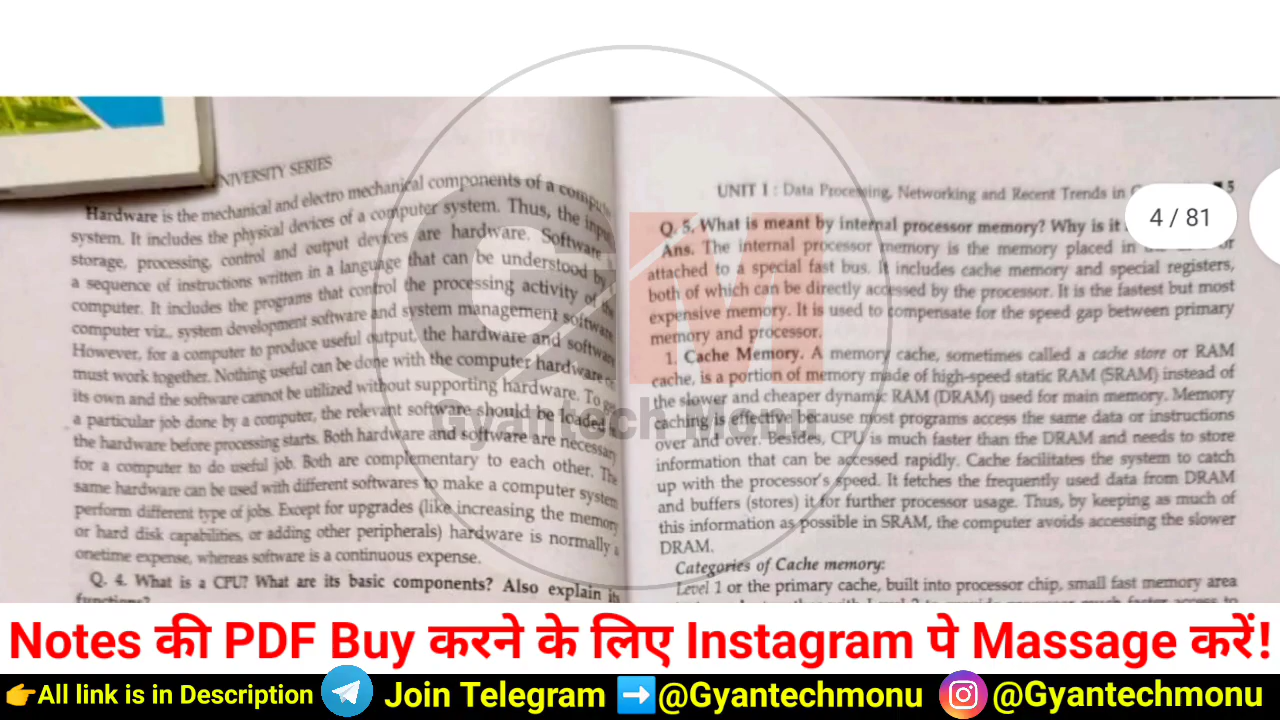 NIVERSITY SERIES
Hardware is the mechanical and electro mechanical components of a
system. It includes the physical devices of a computer system. Thus, the input
storage, processing, control and output devices are hardware. Software
a sequence of instructions written in a language that can be understood by
computer. It includes the programs that control the processing activity of the
computer viz., system development software and system management software
However, for a computer to produce useful output, the hardware and software
must work together. Nothing useful can be done with the computer hardware
its own and the software cannot be utilized without supporting hardware. To
a particular job done by a computer, the relevant software should be loaded
the hardware before processing starts. Both hardware and software are necessary
for a computer to do useful job. Both are complementary to each other. The
same hardware can be used with different softwares to make a computer system
perform different type of jobs. Except for upgrades (like increasing the memory
or hard disk capabilities, or adding other peripherals) hardware is normally a
onetime expense, whereas software is a continuous expense.
Q. 4. What is a CPU? What are its basic components? Also explain its
functions?
UNIT I : Data Processing, Networking and Recent Trends in 5
4 / 81
Q. 5. What is meant by internal processor memory? Why is it
Ans. The internal processor memory is the memory placed in or
attached to a special fast bus. It includes cache memory and special registers,
both of which can be directly accessed by the processor. It is the fastest but most
expensive memory. It is used to compensate for the speed gap between primary
memory and processor.
1. Cache Memory. A memory cache, sometimes called a cache store or RAM
cache, is a portion of memory made of high-speed static RAM (SRAM) instead of
the slower and cheaper dynamic RAM (DRAM) used for main memory. Memory
caching is effective because most programs access the same data or instructions
over and over. Besides, CPU is much faster than the DRAM and needs to store
information that can be accessed rapidly. Cache facilitates the system to catch
up with the processor's speed. It fetches the frequently used data from DRAM
and buffers (stores) it for further processor usage. Thus, by keeping as much of
this information as possible in SRAM, the computer avoids accessing the slower
DRAM.
Categories of Cache memory:
Level 1 or the primary cache, built into processor chip, small fast memory area
GM
Gyantech Monu
Notes की PDF Buy करने के लिए Instagram पे Massage करें!
👉All link is in Description Join Telegram ➡️@Gyantechmonu @Gyantechmonu